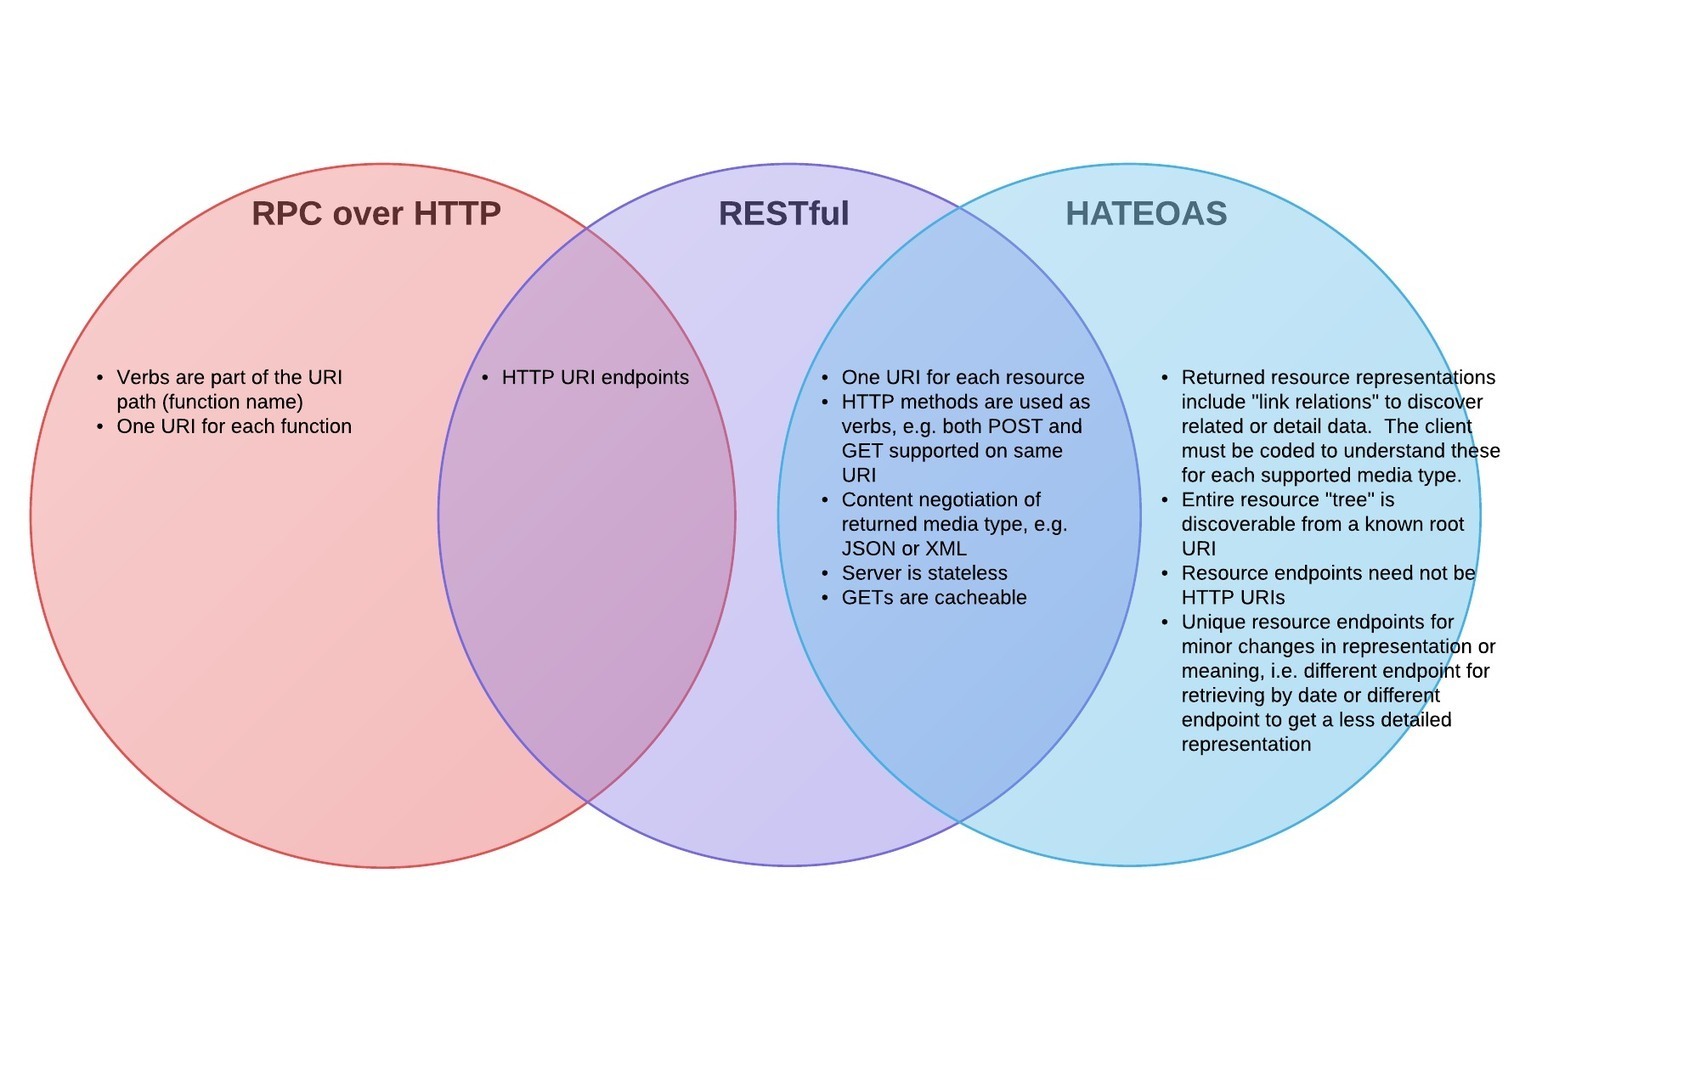 RPC over HTTP
RESTful
HATEOAS
• Verbs are part of the URI
path (function name)
• One URI for each function
• HTTP URI endpoints
• One URI for each resource
• HTTP methods are used as
verbs, e.g. both POST and
GET supported on same
URI
• Content negotiation of
returned media type, e.g.
JSON or XML
• Server is stateless
• GETs are cacheable
• Returned resource representations
include "link relations" to discover
related or detail data.  The client
must be coded to understand these
for each supported media type.
• Entire resource "tree" is
discoverable from a known root
URI
• Resource endpoints need not be
HTTP URIs
• Unique resource endpoints for
minor changes in representation or
meaning, i.e. different endpoint for
retrieving by date or different
endpoint to get a less detailed
representation